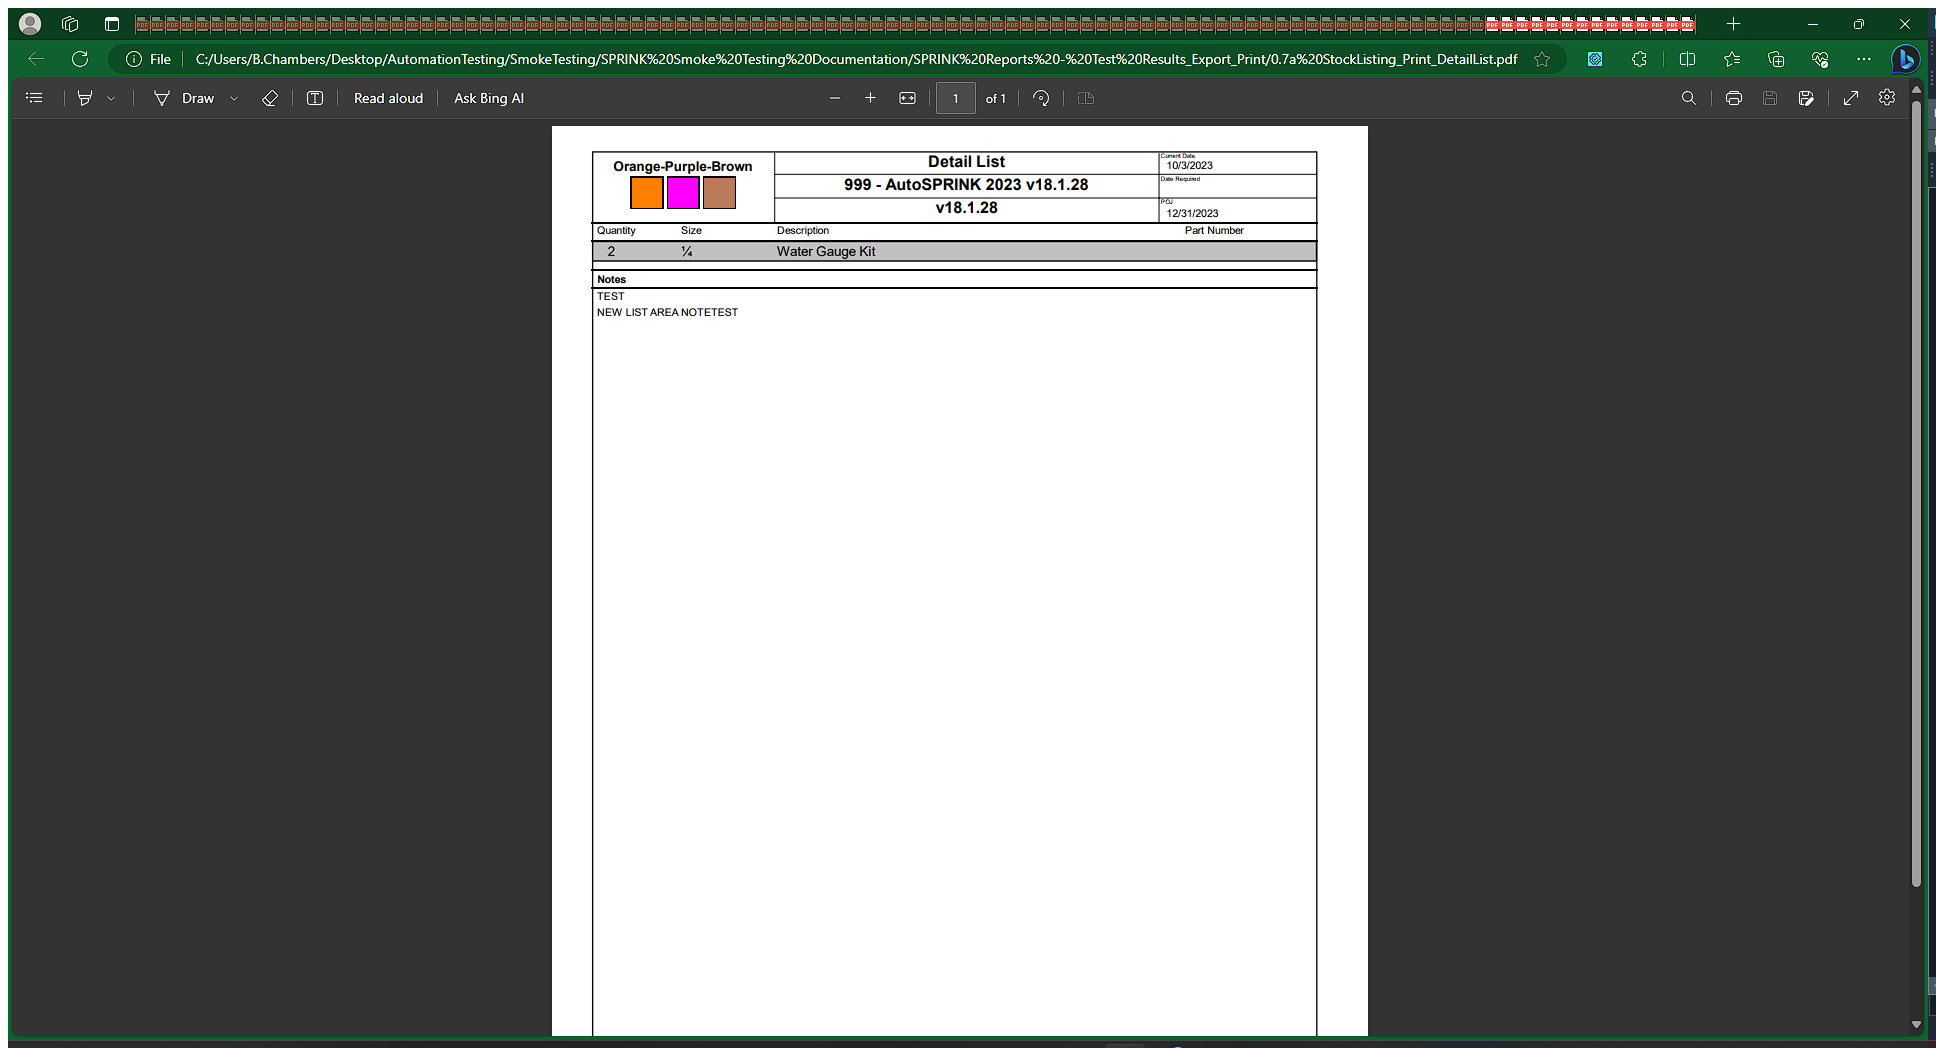 File
C:/Users/B.Chambers/Desktop/AutomationTesting/SmokeTesting/SPRINK%20Smoke%20Testing%20Documentation/SPRINK%20Reports%20-%20Test%20Results_Export_Print/0.7a%20StockListing_Print_DetailList.pdf
Draw
Read aloud
Ask Bing AI
1 of 1
Orange-Purple-Brown
Detail List
999 - AutoSPRINK 2023 v18.1.28
v18.1.28
Current Date
10/3/2023
Date Required
POJ
12/31/2023
Quantity Size Description Part Number
2 ¼ Water Gauge Kit
Notes
TEST
NEW LIST AREA NOTETEST